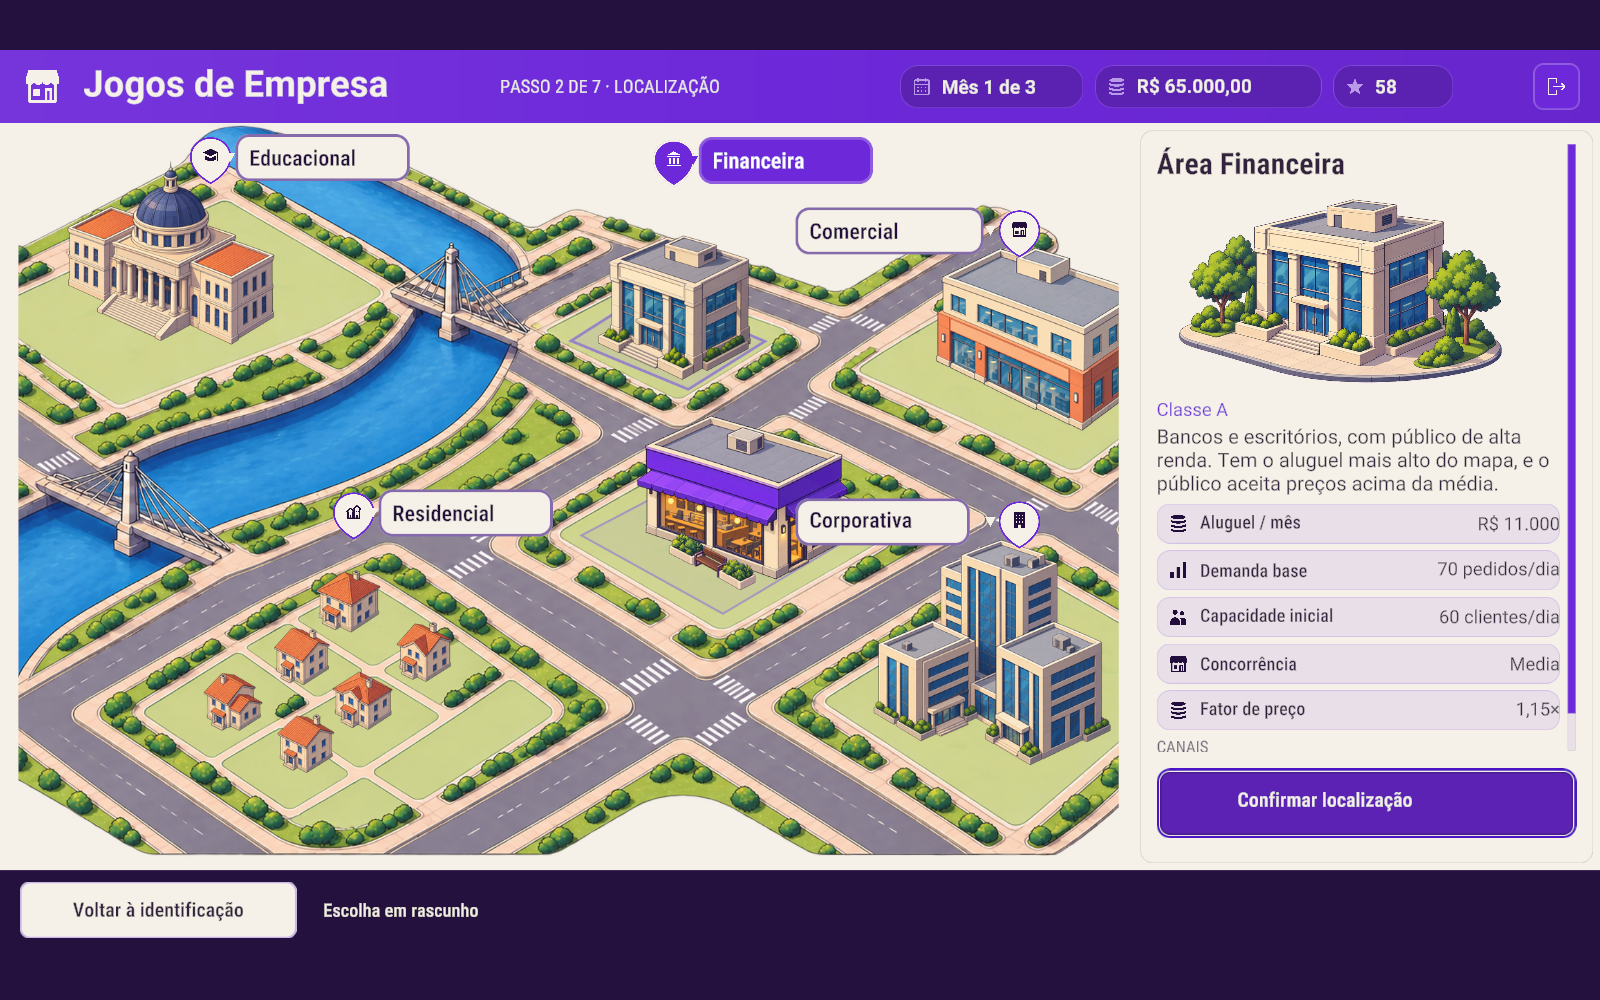 Jogos de Empresa
PASSO 2 DE 7 · LOCALIZAÇÃO
Mês 1 de 3
R$ 65.000,00
58
Educacional
Financeira
Comercial
Residencial
Corporativa
Área Financeira
Classe A
Bancos e escritórios, com público de alta
renda. Tem o aluguel mais alto do mapa, e o
público aceita preços acima da média.
Aluguel / mês R$ 11.000
Demanda base 70 pedidos/dia
Capacidade inicial 60 clientes/dia
Concorrência Media
Fator de preço 1,15×
CANAIS
Confirmar localização
Voltar à identificação
Escolha em rascunho